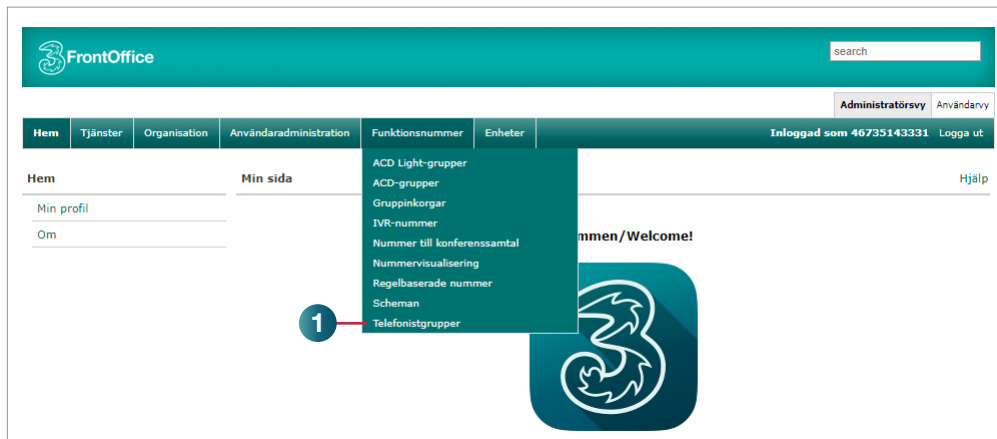 3 FrontOffice
search
Administratörsvy Användarvy
Hem Tjänster Organisation Användaradministration Funktionsnummer Enheter Inloggad som 46735143331 Logga ut
Hem Min sida Hjälp
Min profil
Om
ACD Light-grupper
ACD-grupper
Gruppinkorgar
IVR-nummer
Nummer till konferenssamtal
Nummervisualisering
Regelbaserade nummer
Scheman
1 Telefonistgrupper
mmen/Welcome!
3